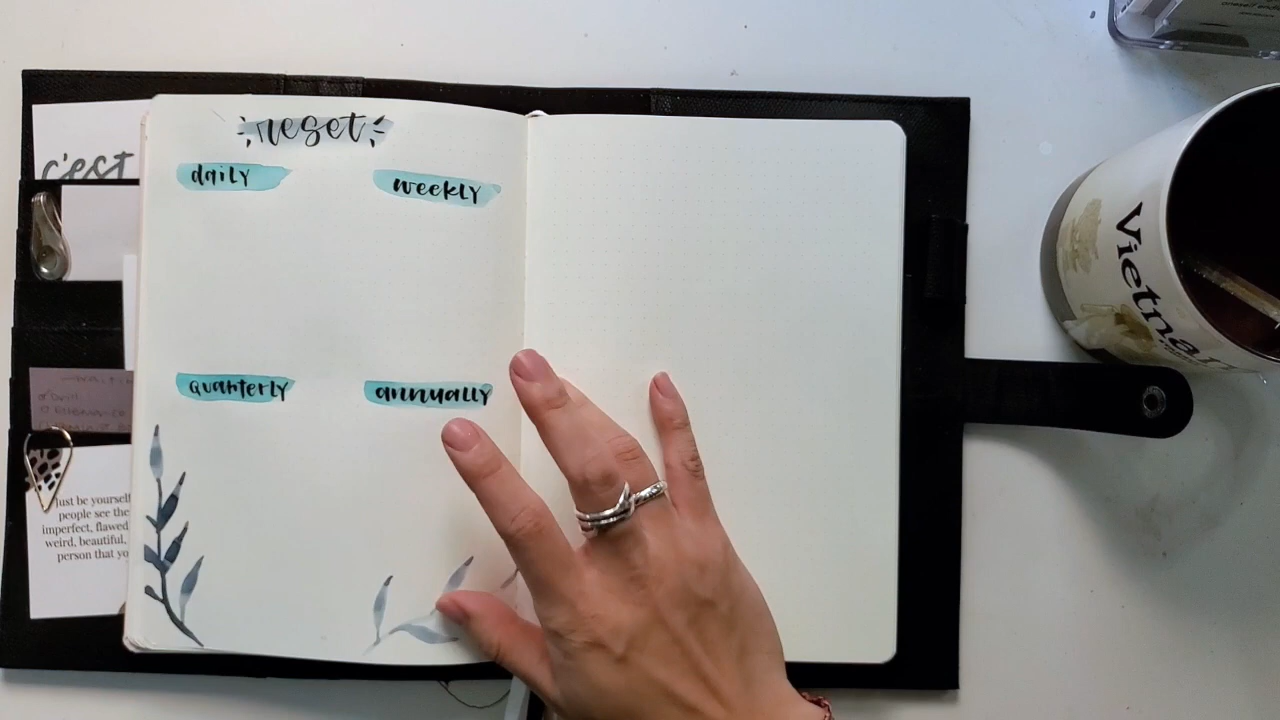 c'est
reset
daily
weekly
quarterly
annually
Just be yourself
people see the
imperfect, flawed
weird, beautiful,
person that yo
Vietna